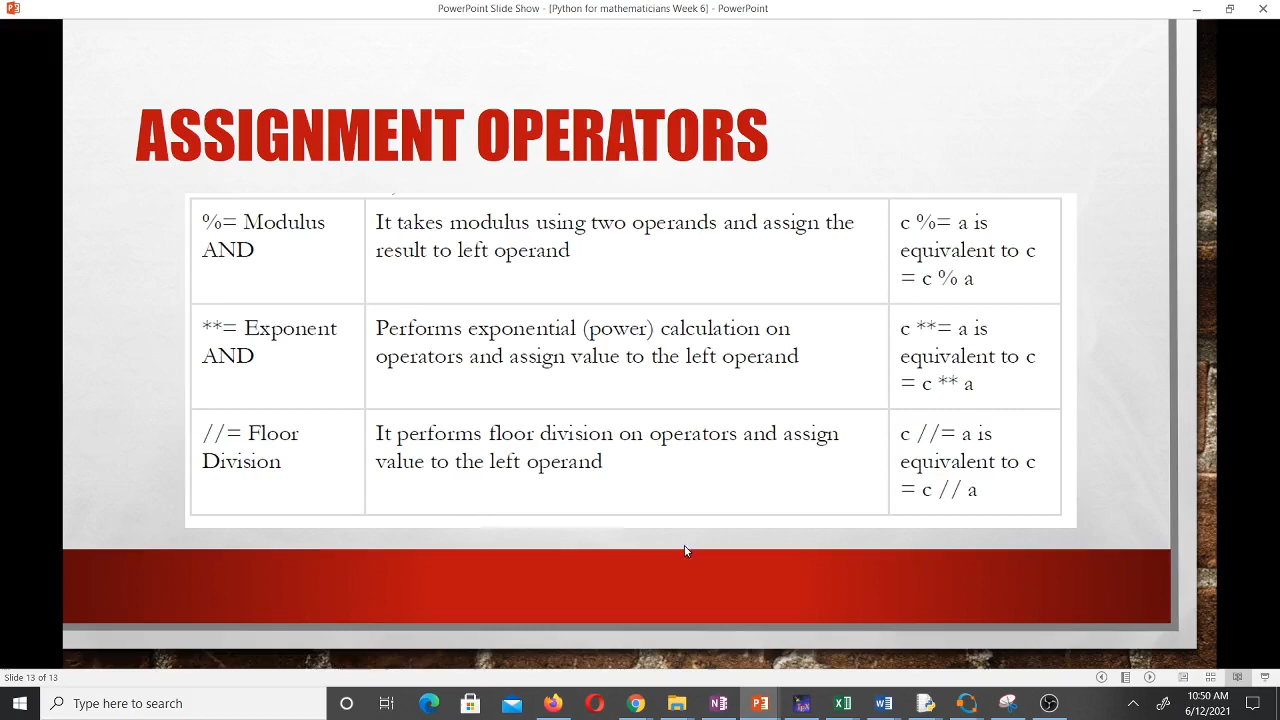 PowerPoint Slide Show - [Python for mathematicians Week 6] - PowerPoint
ASSIGNMENT OPERATORS
%= Modulus
AND
It takes modulus using two operands and assign the
result to left operand
c %= a is
equivalent to c
= c % a
**= Exponent
AND
Performs exponential (power) calculation on
operators and assign value to the left operand
c **= a is
equivalent to c
= c ** a
//= Floor
Division
It performs floor division on operators and assign
value to the left operand
c //= a is
equivalent to c
= c // a
Slide 13 of 13
Type here to search
10:50 AM
6/12/2021